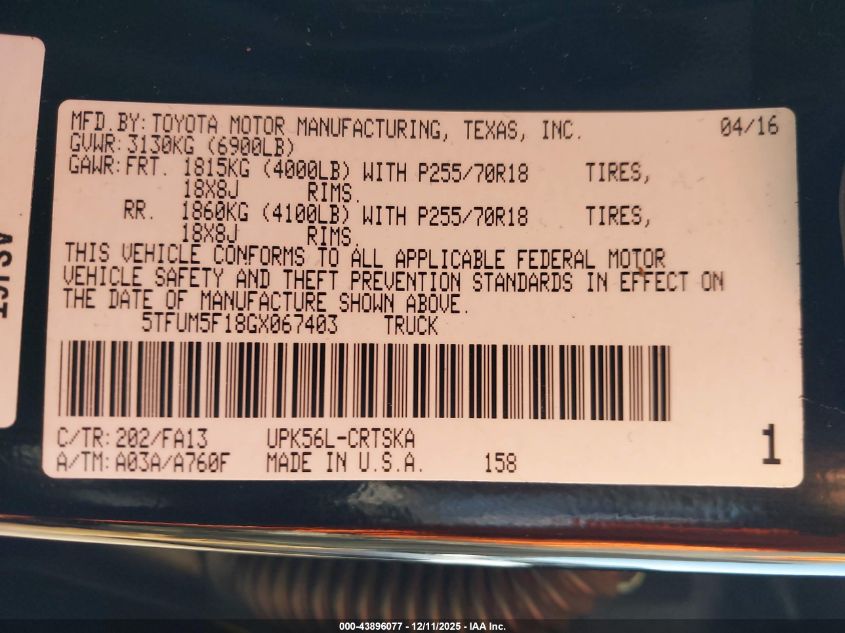 MFD.BY:TOYOTA MOTOR MANUFACTURING, TEXAS, INC. 04/16
GVWR:3130KG (6900LB)
GAWR:FRT. 1815KG (4000LB) WITH P255/70R18 TIRES,
18X8J RIMS.
RR. 1860KG (4100LB) WITH P255/70R18 TIRES,
18X8J RIMS.
THIS VEHICLE CONFORMS TO ALL APPLICABLE FEDERAL MOTOR
VEHICLE SAFETY AND THEFT PREVENTION STANDARDS IN EFFECT ON
THE DATE OF MANUFACTURE SHOWN ABOVE.
5TFUM5F18GX067403 TRUCK
C/TR:202/FA13 UPK56L-CRTSKA
A/TM:A03A/A760F MADE IN U.S.A. 158
1
000-43896077 - 12/11/2025 - IAA Inc.